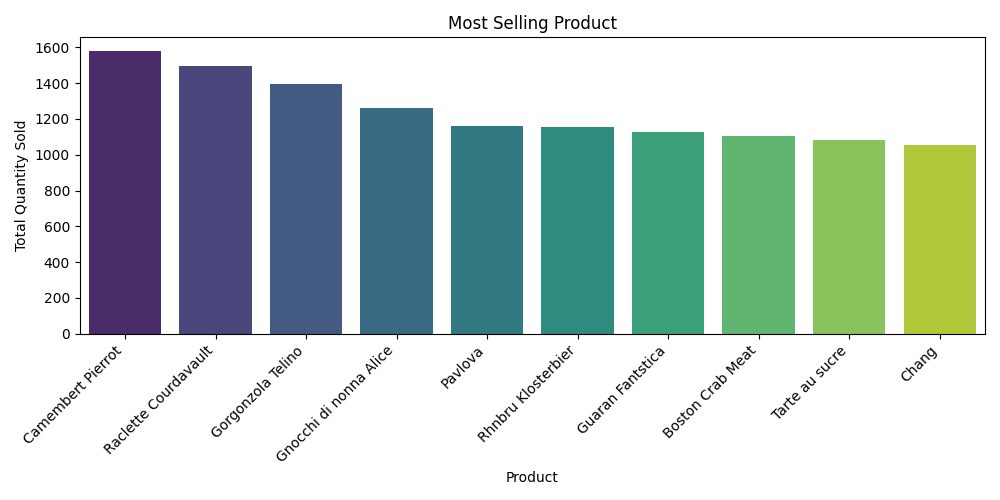 Most Selling Product
Total Quantity Sold
1600
1400
1200
1000
800
600
400
200
0
Camembert Pierrot
Raclette Courdavault
Gorgonzola Telino
Gnocchi di nonna Alice
Pavlova
Rhnbru Klosterbier
Guaran Fantstica
Boston Crab Meat
Tarte au sucre
Chang
Product